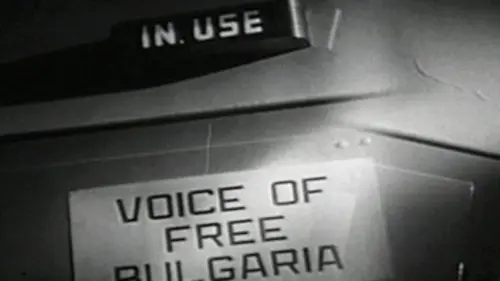 IN.USE
VOICE OF
FREE
BULGARIA